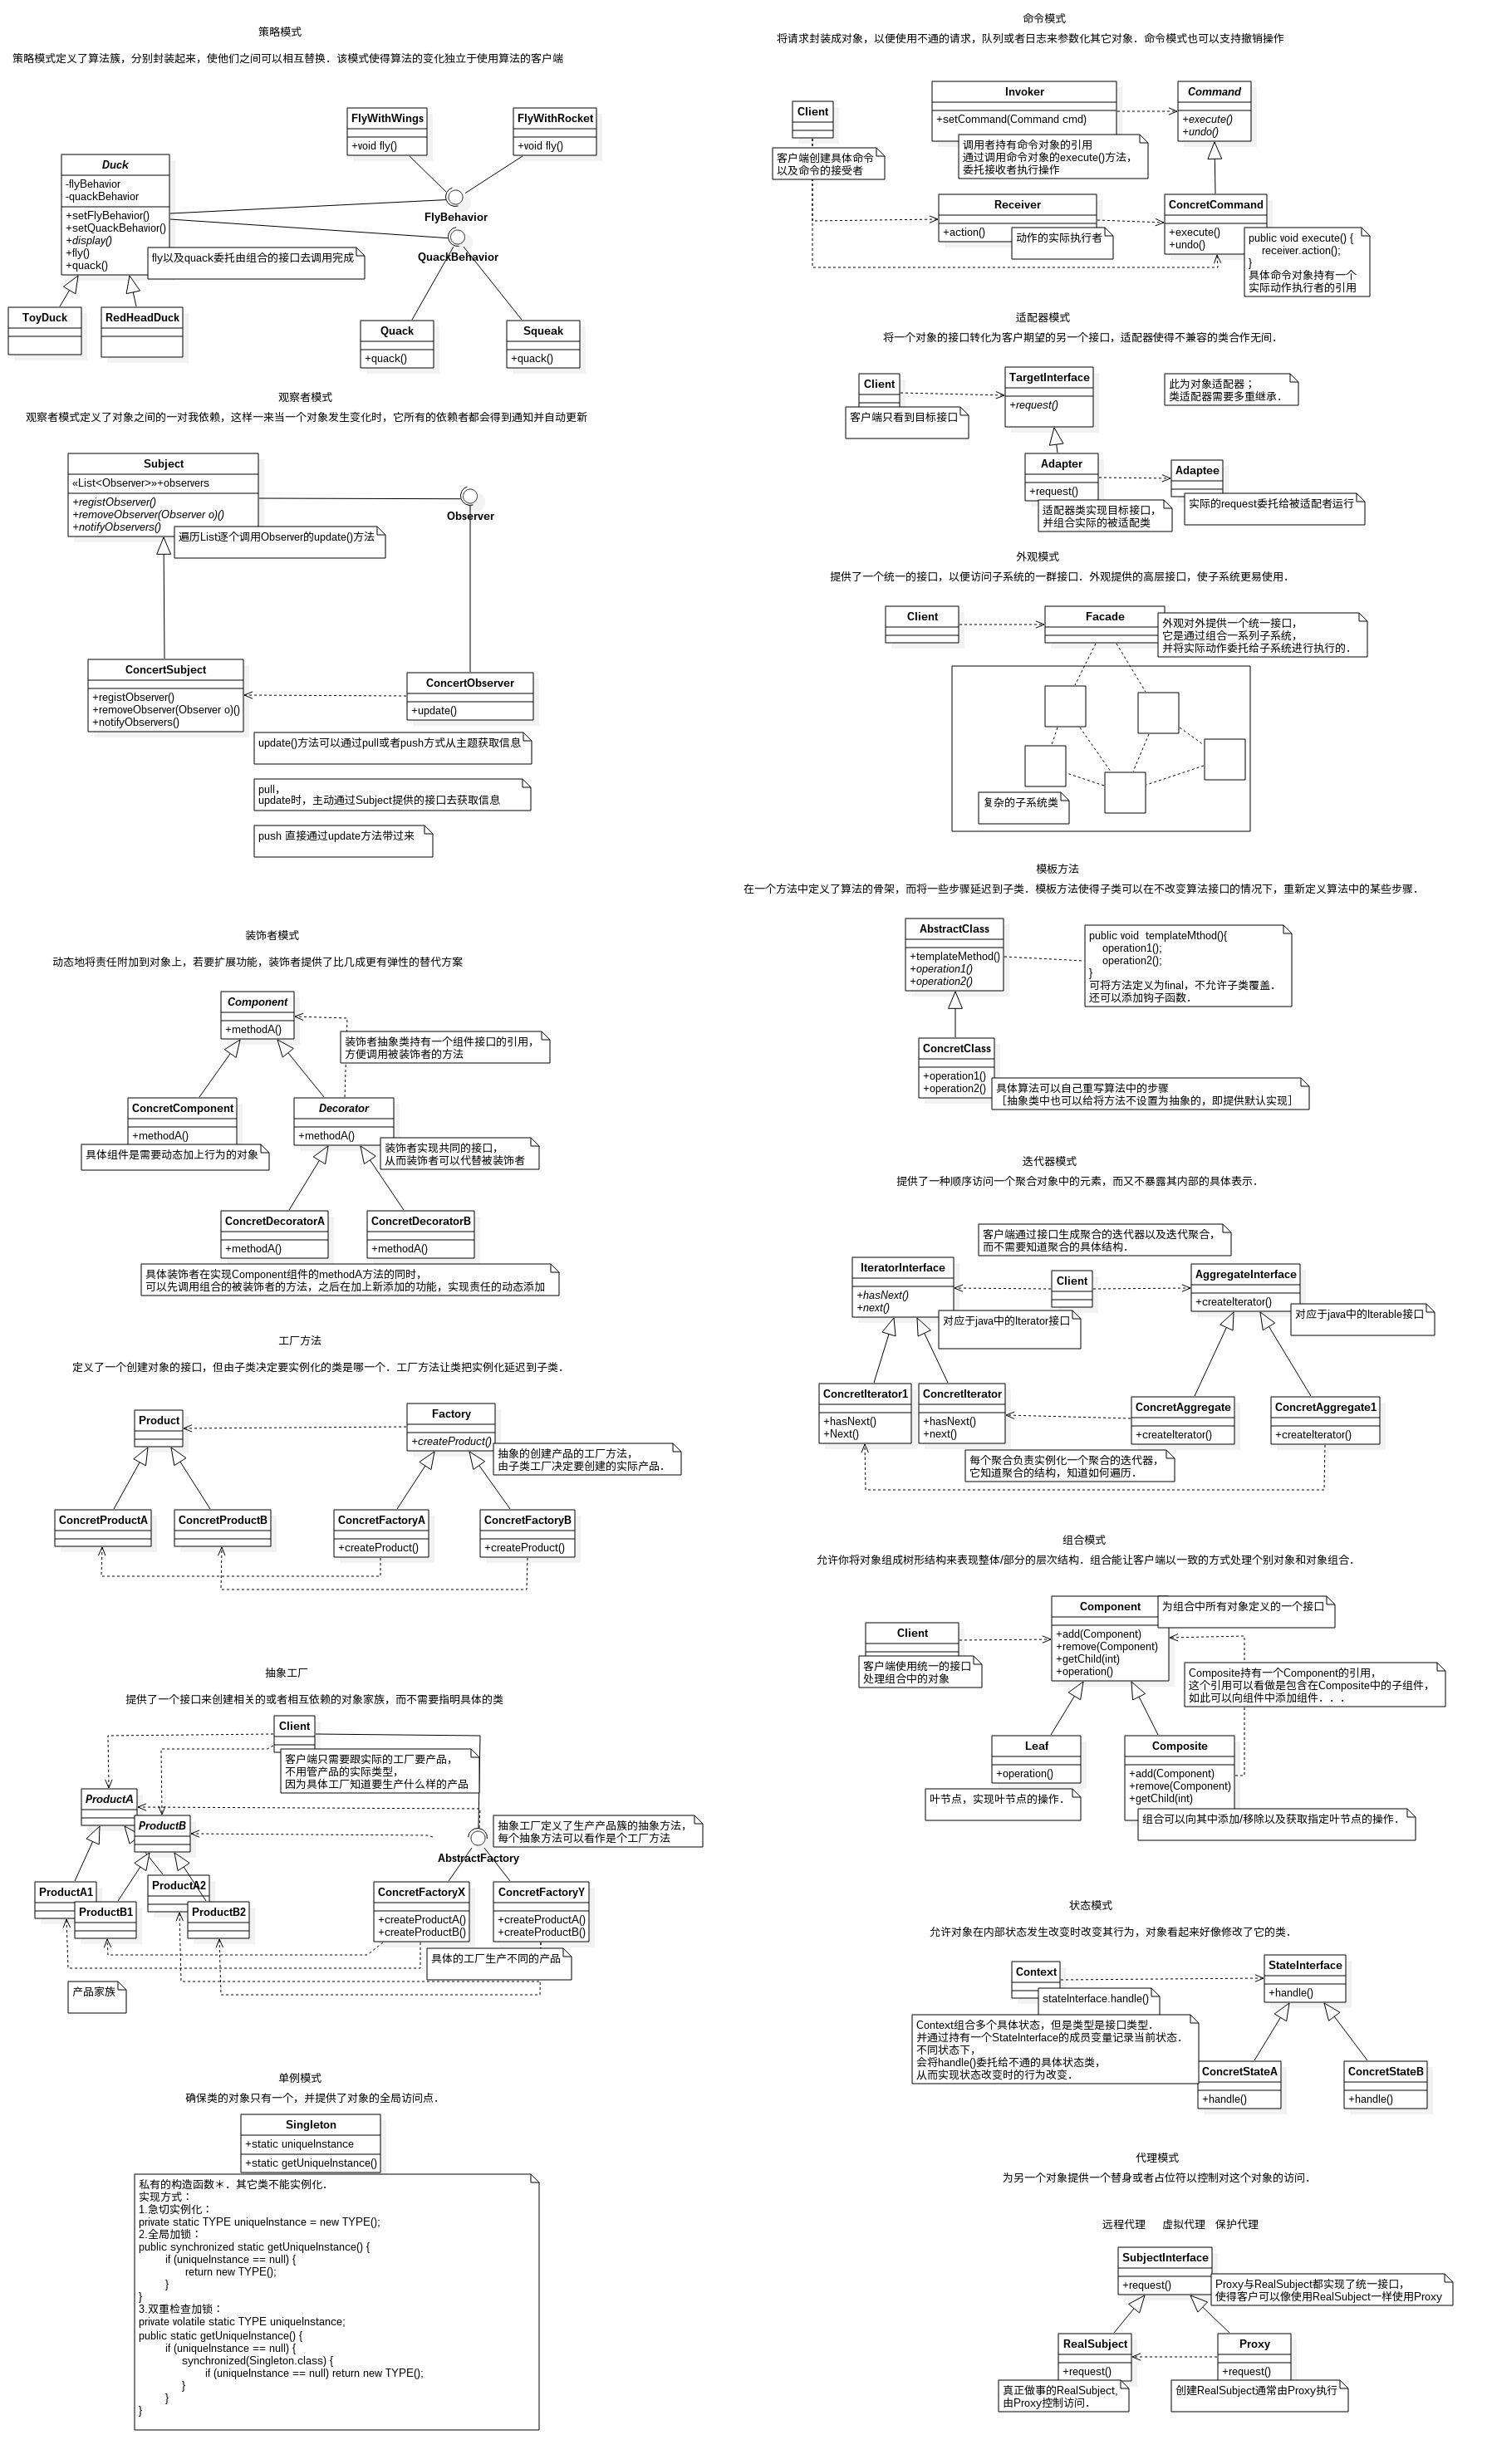 策略模式
策略模式定义了算法簇，分别封装起来，使他们之间可以相互替换．该模式使得算法的变化独立于使用算法的客户端
FlyWithWings
+void fly()
FlyWithRocket
+void fly()
Duck
-flyBehavior
-quackBehavior
+setFlyBehavior()
+setQuackBehavior()
+display()
+fly()
+quack()
FlyBehavior
QuackBehavior
fly以及quack委托由组合的接口去调用完成
ToyDuck
RedHeadDuck
Quack
+quack()
Squeak
+quack()
观察者模式
观察者模式定义了对象之间的一对我依赖，这样一来当一个对象发生变化时，它所有的依赖者都会得到通知并自动更新
Subject
«List<Observer>»+observers
+registObserver()
+removeObserver(Observer o)()
+notifyObservers()
Observer
遍历List逐个调用Observer的update()方法
ConcertSubject
+registObserver()
+removeObserver(Observer o)()
+notifyObservers()
ConcertObserver
+update()
update()方法可以通过pull或者push方式从主题获取信息
pull，
update时，主动通过Subject提供的接口去获取信息
push 直接通过update方法带过来
装饰者模式
动态地将责任附加到对象上，若要扩展功能，装饰者提供了比几成更有弹性的替代方案
Component
+methodA()
装饰者抽象类持有一个组件接口的引用，
方便调用被装饰者的方法
ConcretComponent
+methodA()
具体组件是需要动态加上行为的对象
Decorator
+methodA()
装饰者实现共同的接口，
从而装饰者可以代替被装饰者
ConcretDecoratorA
+methodA()
ConcretDecoratorB
+methodA()
具体装饰者在实现Component组件的methodA方法的同时，
可以先调用组合的被装饰者的方法，之后在加上新添加的功能，实现责任的动态添加
工厂方法
定义了一个创建对象的接口，但由子类决定要实例化的类是哪一个．工厂方法让类把实例化延迟到子类．
Product
Factory
+createProduct()
抽象的创建产品的工厂方法，
由子类工厂决定要创建的实际产品．
ConcretProductA
ConcretProductB
ConcretFactoryA
+createProduct()
ConcretFactoryB
+createProduct()
抽象工厂
提供了一个接口来创建相关的或者相互依赖的对象家族，而不需要指明具体的类
Client
客户端只需要跟实际的工厂要产品，
不用管产品的实际类型，
因为具体工厂知道要生产什么样的产品
ProductA
ProductB
AbstractFactory
抽象工厂定义了生产产品簇的抽象方法，
每个抽象方法可以看作是个工厂方法
ProductA1
ProductB1
ProductA2
ProductB2
ConcretFactoryX
+createProductA()
+createProductB()
ConcretFactoryY
+createProductA()
+createProductB()
具体的工厂生产不同的产品
产品家族
单例模式
确保类的对象只有一个，并提供了对象的全局访问点．
Singleton
+static uniqueInstance
+static getUniqueInstance()
私有的构造函数＊．其它类不能实例化．
实现方式：
1.急切实例化：
private static TYPE uniqueInstance = new TYPE();
2.全局加锁：
public synchronized static getUniqueInstance() {
if (uniqueInstance == null) {
return new TYPE();
}
}
3.双重检查加锁：
private volatile static TYPE uniqueInstance;
public static getUniqueInstance() {
if (uniqueInstance == null) {
synchronized(Singleton.class) {
if (uniqueInstance == null) return new TYPE();
}
}
}
命令模式
将请求封装成对象，以便使用不通的请求，队列或者日志来参数化其它对象．命令模式也可以支持撤销操作
Client
客户端创建具体命令
以及命令的接受者
Invoker
+setCommand(Command cmd)
调用者持有命令对象的引用
通过调用命令对象的execute()方法，
委托接收者执行操作
Command
+execute()
+undo()
Receiver
+action()
动作的实际执行者
ConcretCommand
+execute()
+undo()
public void execute() {
receiver.action();
}
具体命令对象持有一个
实际动作执行者的引用
适配器模式
将一个对象的接口转化为客户期望的另一个接口，适配器使得不兼容的类合作无间．
Client
客户端只看到目标接口
TargetInterface
+request()
此为对象适配器；
类适配器需要多重继承．
Adapter
+request()
适配器类实现目标接口，
并组合实际的被适配类
Adaptee
实际的request委托给被适配者运行
外观模式
提供了一个统一的接口，以便访问子系统的一群接口．外观提供的高层接口，使子系统更易使用．
Client
Facade
外观对外提供一个统一接口，
它是通过组合一系列子系统，
并将实际动作委托给子系统进行执行的．
复杂的子系统类
模板方法
在一个方法中定义了算法的骨架，而将一些步骤延迟到子类．模板方法使得子类可以在不改变算法接口的情况下，重新定义算法中的某些步骤．
AbstractClass
+templateMethod()
+operation1()
+operation2()
public void templateMthod(){
operation1();
operation2();
}
可将方法定义为final，不允许子类覆盖．
还可以添加钩子函数．
ConcretClass
+operation1()
+operation2()
具体算法可以自己重写算法中的步骤
［抽象类中也可以给将方法不设置为抽象的，即提供默认实现］
迭代器模式
提供了一种顺序访问一个聚合对象中的元素，而又不暴露其内部的具体表示．
客户端通过接口生成聚合的迭代器以及迭代聚合，
而不需要知道聚合的具体结构．
IteratorInterface
+hasNext()
+next()
对应于java中的Iterator接口
Client
AggregateInterface
+createIterator()
对应于java中的Iterable接口
ConcretIterator1
+hasNext()
+Next()
ConcretIterator
+hasNext()
+next()
ConcretAggregate
+createIterator()
ConcretAggregate1
+createIterator()
每个聚合负责实例化一个聚合的迭代器，
它知道聚合的结构，知道如何遍历．
组合模式
允许你将对象组成树形结构来表现整体/部分的层次结构．组合能让客户端以一致的方式处理个别对象和对象组合．
Client
客户端使用统一的接口
处理组合中的对象
Component
+add(Component)
+remove(Component)
+getChild(int)
+operation()
为组合中所有对象定义的一个接口
Composite持有一个Component的引用，
这个引用可以看做是包含在Composite中的子组件，
如此可以向组件中添加组件．．．
Leaf
+operation()
叶节点，实现叶节点的操作．
Composite
+add(Component)
+remove(Component)
+getChild(int)
组合可以向其中添加/移除以及获取指定叶节点的操作．
状态模式
允许对象在内部状态发生改变时改变其行为，对象看起来好像修改了它的类．
Context
stateInterface.handle()
StateInterface
+handle()
Context组合多个具体状态，但是类型是接口类型．
并通过持有一个StateInterface的成员变量记录当前状态．
不同状态下，
会将handle()委托给不通的具体状态类，
从而实现状态改变时的行为改变．
ConcretStateA
+handle()
ConcretStateB
+handle()
代理模式
为另一个对象提供一个替身或者占位符以控制对这个对象的访问．
远程代理 虚拟代理 保护代理
SubjectInterface
+request()
Proxy与RealSubject都实现了统一接口，
使得客户可以像使用RealSubject一样使用Proxy
RealSubject
+request()
真正做事的RealSubject,
由Proxy控制访问．
Proxy
+request()
创建RealSubject通常由Proxy执行